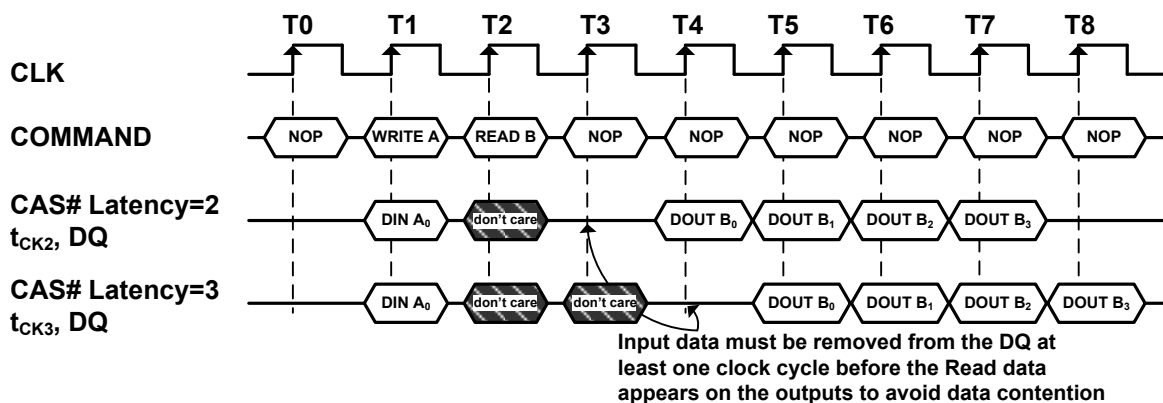 T0 T1 T2 T3 T4 T5 T6 T7 T8
CLK
COMMAND NOP WRITE A READ B NOP NOP NOP NOP NOP NOP
CAS# Latency=2
tCK2, DQ DIN A0 don't care DOUT B0 DOUT B1 DOUT B2 DOUT B3
CAS# Latency=3
tCK3, DQ DIN A0 don't care don't care DOUT B0 DOUT B1 DOUT B2 DOUT B3
Input data must be removed from the DQ at
least one clock cycle before the Read data
appears on the outputs to avoid data contention